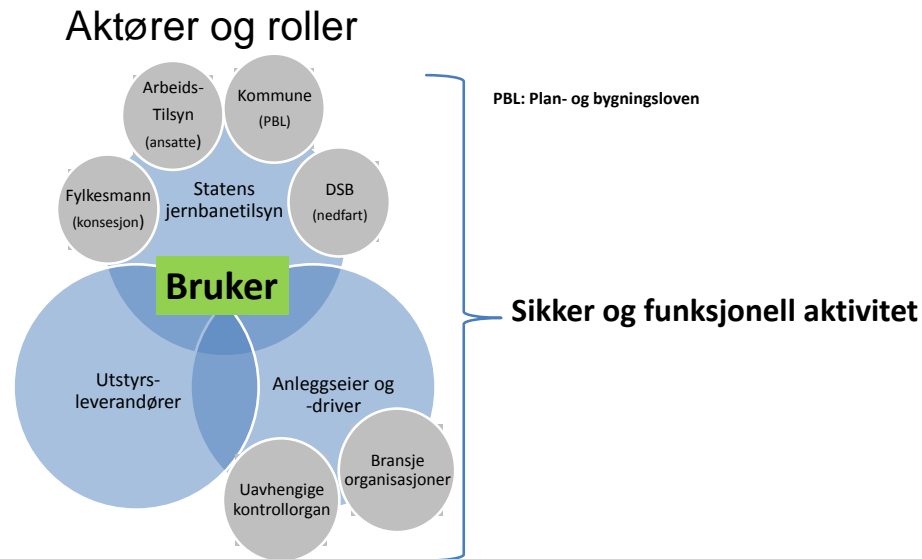 Aktører og roller
Arbeids-
Tilsyn
(ansatte)
Kommune
(PBL)
PBL: Plan- og bygningsloven
Fylkesmann
(konsesjon)
Statens
jernbanetilsyn
DSB
(nedfart)
Bruker
Sikker og funksjonell aktivitet
Utstyrs-
leverandører
Anleggseier og
-driver
Bransje
organisasjoner
Uavhengige
kontrollorgan